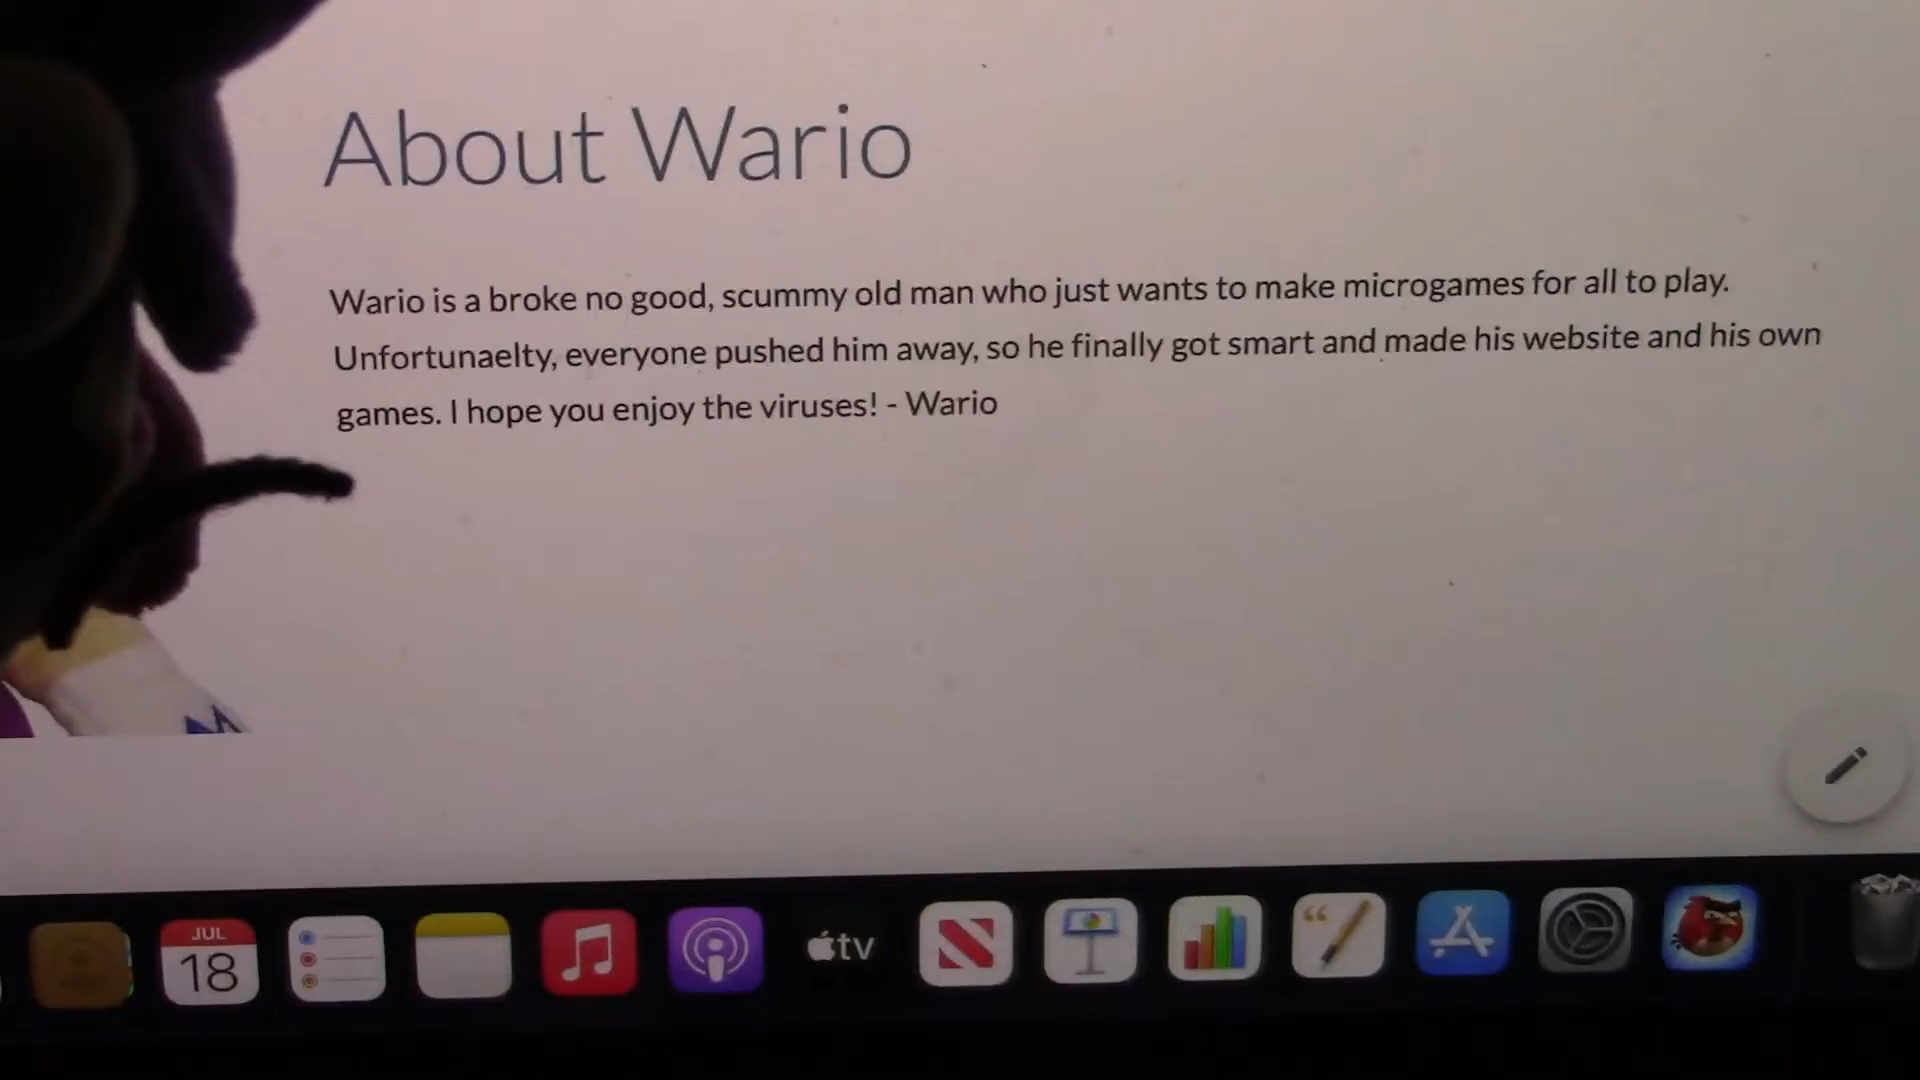 About Wario
Wario is a broke no good, scummy old man who just wants to make microgames for all to play.
Unfortunaelty, everyone pushed him away, so he finally got smart and made his website and his own
games. I hope you enjoy the viruses! - Wario
JUL
18
tv